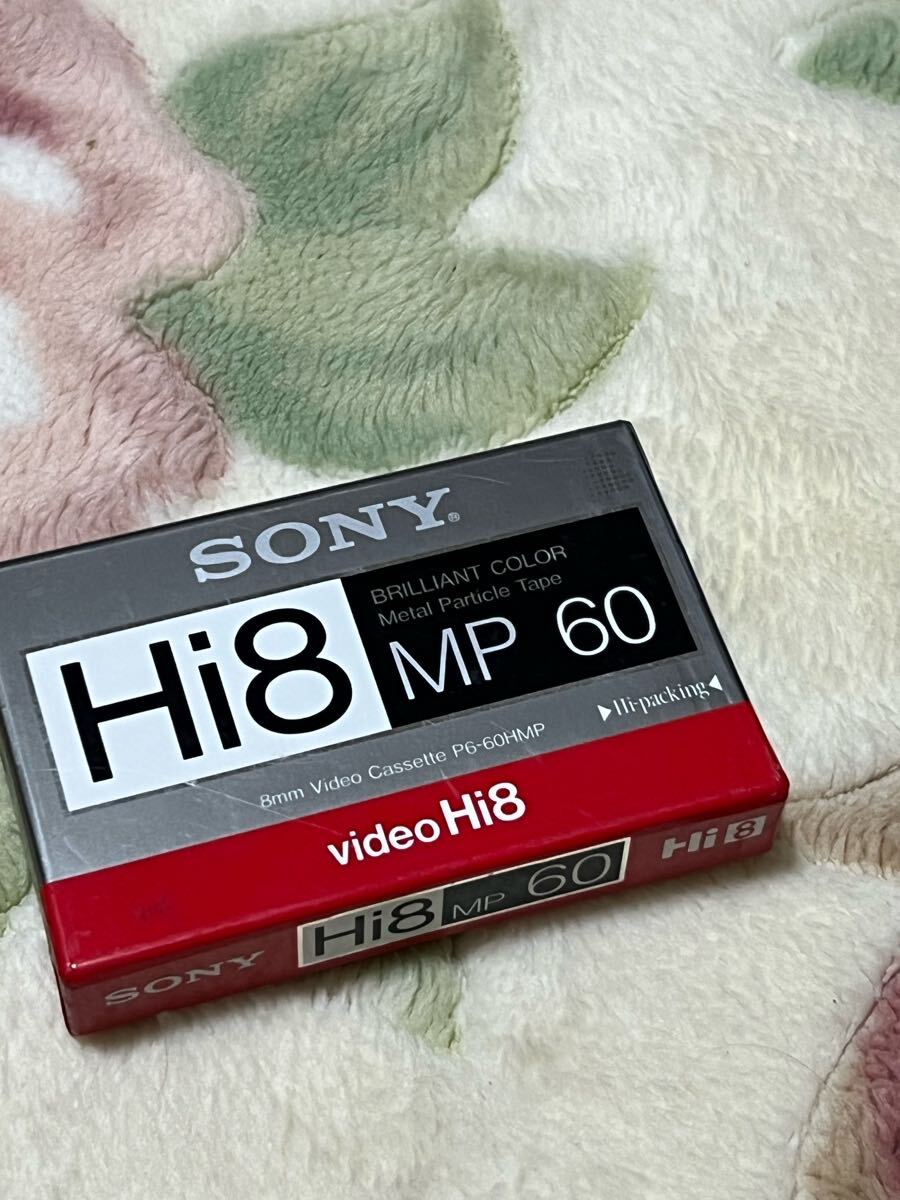 SONY®
Hi8
BRILLIANT COLOR
Metal Particle Tape
MP 60
▶Hi-packing◀
8mm Video Cassette P6-60HMP
video Hi8
SONY
Hi8 MP 60
Hi8